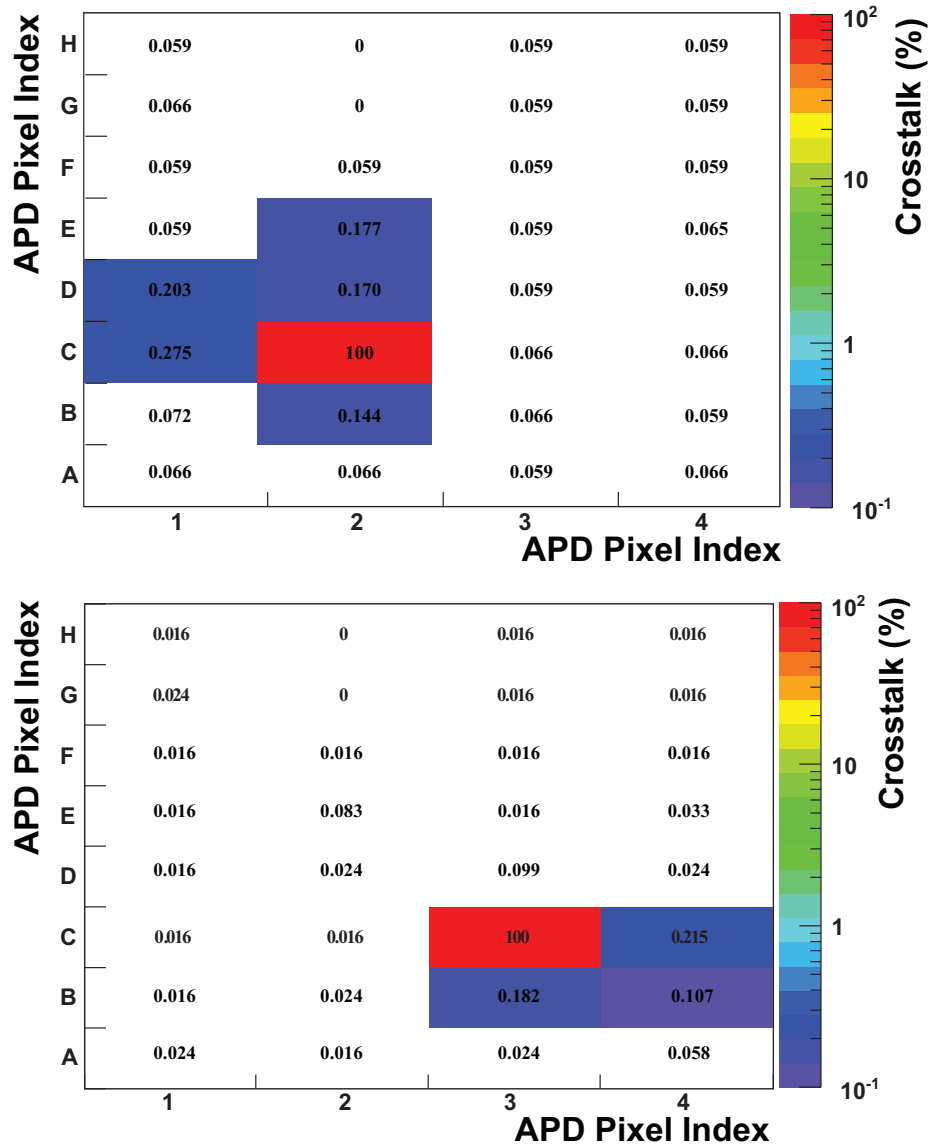 APD Pixel Index
H 0.059 0 0.059 0.059
G 0.066 0 0.059 0.059
F 0.059 0.059 0.059 0.059
E 0.059 0.177 0.059 0.065
D 0.203 0.170 0.059 0.059
C 0.275 100 0.066 0.066
B 0.072 0.144 0.066 0.059
A 0.066 0.066 0.059 0.066
1 2 3 4
APD Pixel Index
10²
10
1
10⁻¹
Crosstalk (%)
APD Pixel Index
H 0.016 0 0.016 0.016
G 0.024 0 0.016 0.016
F 0.016 0.016 0.016 0.016
E 0.016 0.083 0.016 0.033
D 0.016 0.024 0.099 0.024
C 0.016 0.016 100 0.215
B 0.016 0.024 0.182 0.107
A 0.024 0.016 0.024 0.058
1 2 3 4
APD Pixel Index
10²
10
1
10⁻¹
Crosstalk (%)